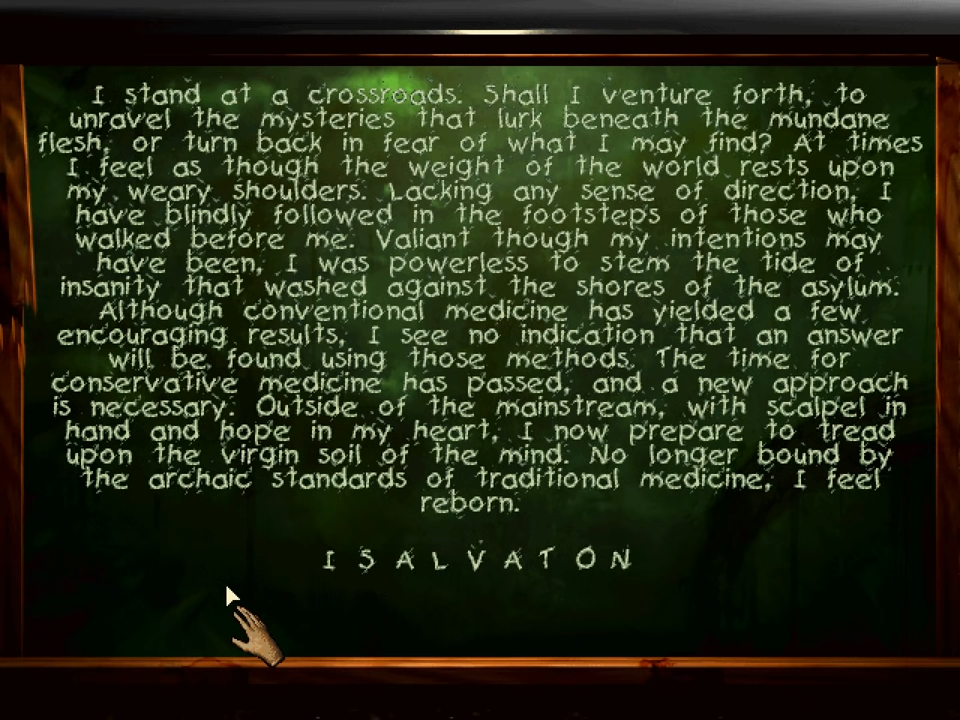 I stand at a crossroads. Shall I venture forth, to
unravel the mysteries that lurk beneath the mundane
flesh, or turn back in fear of what I may find? At times
I feel as though the weight of the world rests upon
my weary shoulders. Lacking any sense of direction, I
have blindly followed in the footsteps of those who
walked before me. Valiant though my intentions may
have been, I was powerless to stem the tide of
insanity that washed against the shores of the asylum.
Although conventional medicine has yielded a few
encouraging results, I see no indication that an answer
will be found using those methods. The time for
conservative medicine has passed, and a new approach
is necessary. Outside of the mainstream, with scalpel in
hand and hope in my heart, I now prepare to tread
upon the virgin soil of the mind. No longer bound by
the archaic standards of traditional medicine, I feel
reborn.
I S A L V A T O N